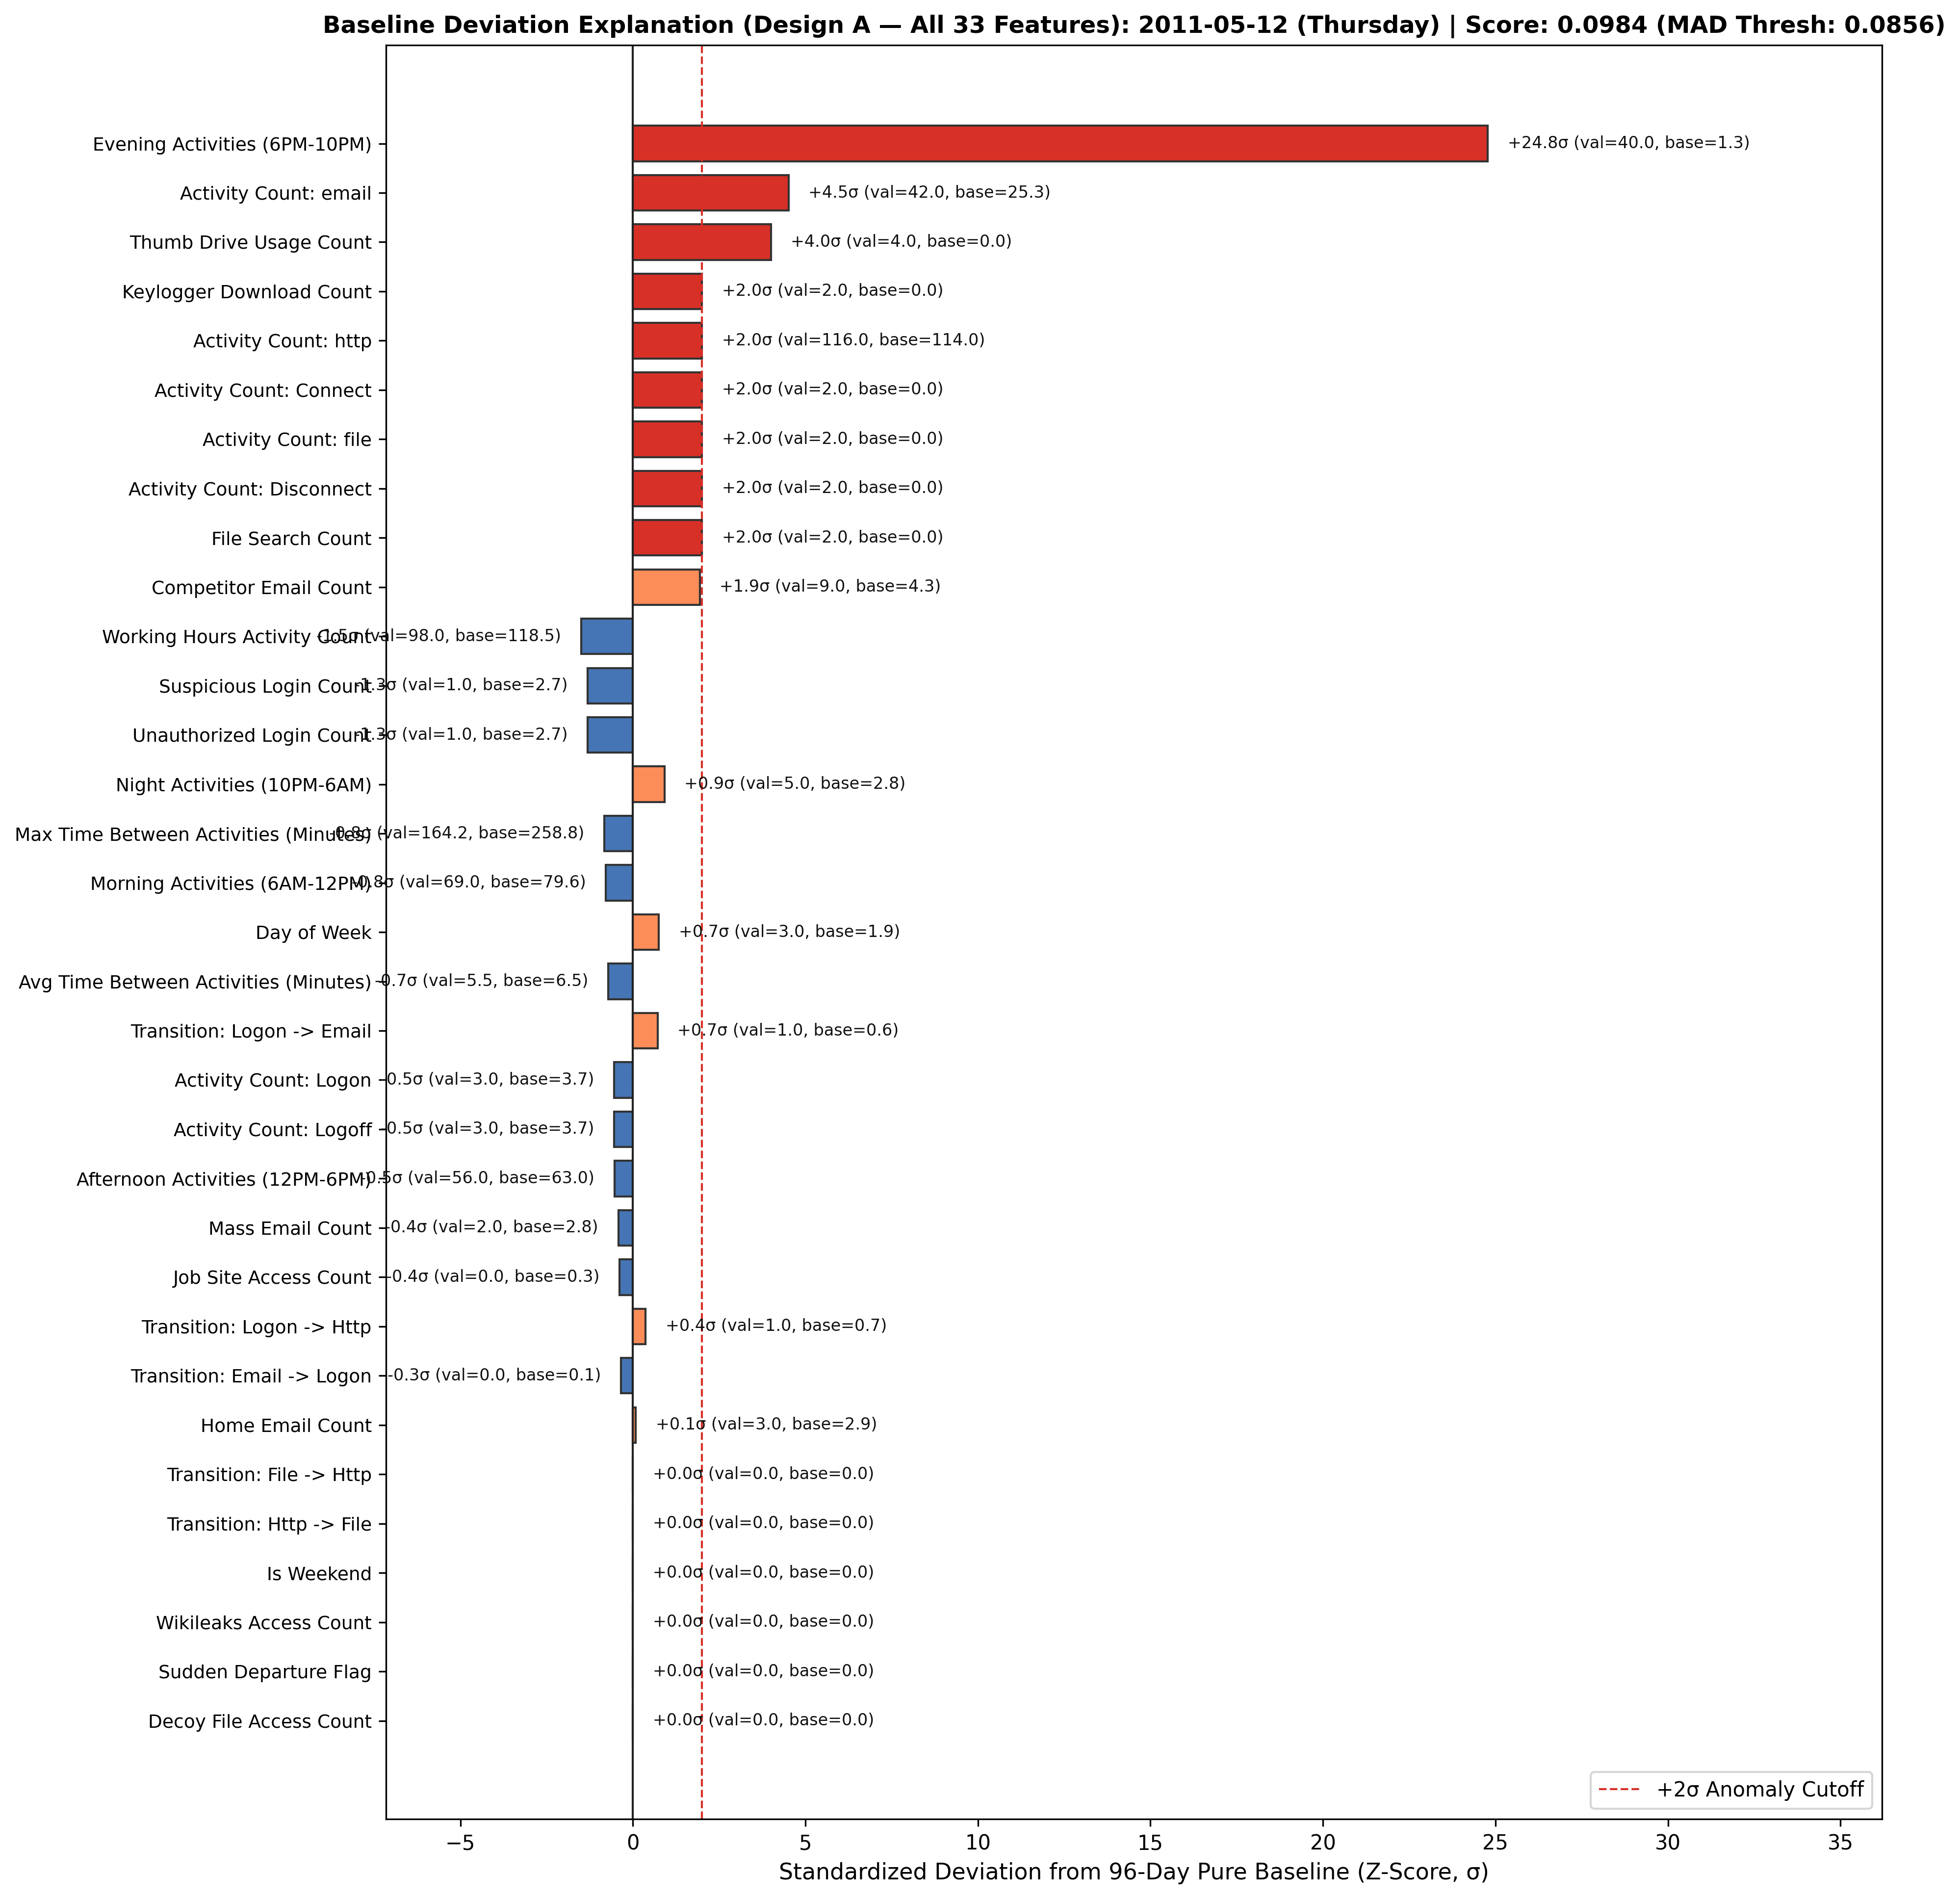 Baseline Deviation Explanation (Design A — All 33 Features): 2011-05-12 (Thursday) | Score: 0.0984 (MAD Thresh: 0.0856)
Evening Activities (6PM-10PM) +24.8σ (val=40.0, base=1.3)
Activity Count: email +4.5σ (val=42.0, base=25.3)
Thumb Drive Usage Count +4.0σ (val=4.0, base=0.0)
Keylogger Download Count +2.0σ (val=2.0, base=0.0)
Activity Count: http +2.0σ (val=116.0, base=114.0)
Activity Count: Connect +2.0σ (val=2.0, base=0.0)
Activity Count: file +2.0σ (val=2.0, base=0.0)
Activity Count: Disconnect +2.0σ (val=2.0, base=0.0)
File Search Count +2.0σ (val=2.0, base=0.0)
Competitor Email Count +1.9σ (val=9.0, base=4.3)
Working Hours Activity Count -1.5σ (val=98.0, base=118.5)
Suspicious Login Count -1.3σ (val=1.0, base=2.7)
Unauthorized Login Count -1.3σ (val=1.0, base=2.7)
Night Activities (10PM-6AM) +0.9σ (val=5.0, base=2.8)
Max Time Between Activities (Minutes) -0.8σ (val=164.2, base=258.8)
Morning Activities (6AM-12PM) -0.8σ (val=69.0, base=79.6)
Day of Week +0.7σ (val=3.0, base=1.9)
Avg Time Between Activities (Minutes) -0.7σ (val=5.5, base=6.5)
Transition: Logon -> Email +0.7σ (val=1.0, base=0.6)
Activity Count: Logon -0.5σ (val=3.0, base=3.7)
Activity Count: Logoff -0.5σ (val=3.0, base=3.7)
Afternoon Activities (12PM-6PM) -0.5σ (val=56.0, base=63.0)
Mass Email Count -0.4σ (val=2.0, base=2.8)
Job Site Access Count -0.4σ (val=0.0, base=0.3)
Transition: Logon -> Http +0.4σ (val=1.0, base=0.7)
Transition: Email -> Logon -0.3σ (val=0.0, base=0.1)
Home Email Count +0.1σ (val=3.0, base=2.9)
Transition: File -> Http +0.0σ (val=0.0, base=0.0)
Transition: Http -> File +0.0σ (val=0.0, base=0.0)
Is Weekend +0.0σ (val=0.0, base=0.0)
Wikileaks Access Count +0.0σ (val=0.0, base=0.0)
Sudden Departure Flag +0.0σ (val=0.0, base=0.0)
Decoy File Access Count +0.0σ (val=0.0, base=0.0)
+2σ Anomaly Cutoff
−5 0 5 10 15 20 25 30 35
Standardized Deviation from 96-Day Pure Baseline (Z-Score, σ)